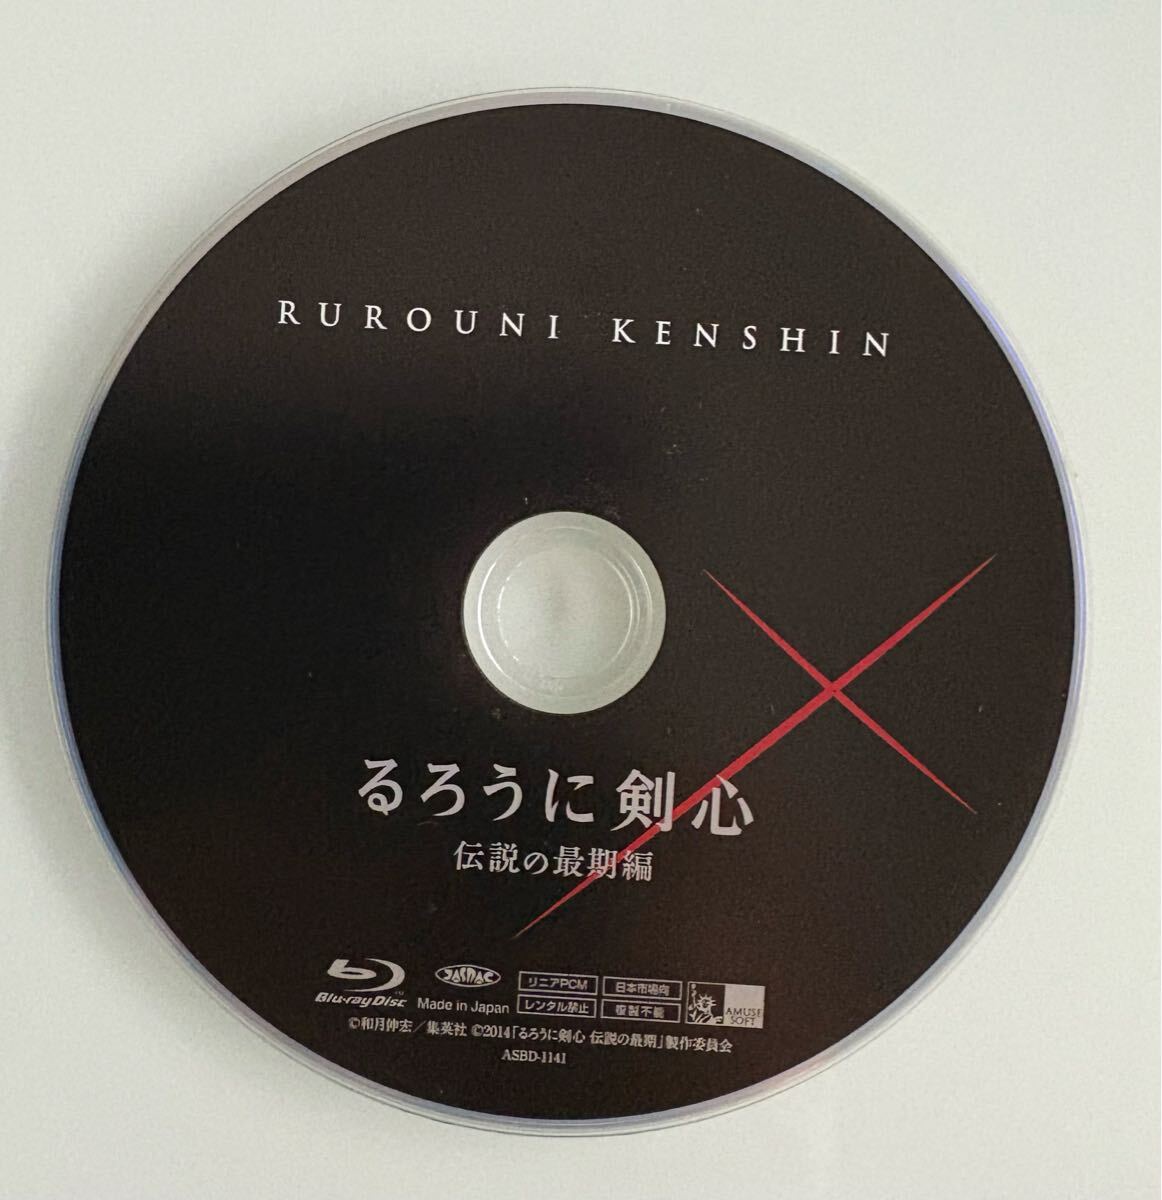 RUROUNI KENSHIN
るろうに剣心
伝説の最期編
Blu-ray Disc TM
JASRAC
Made in Japan
リニアPCM 日本市場向
レンタル禁止 複製不能
AMUSE
SOFT
©和月伸宏／集英社 ©2014「るろうに剣心 伝説の最期」製作委員会
ASBD-1141